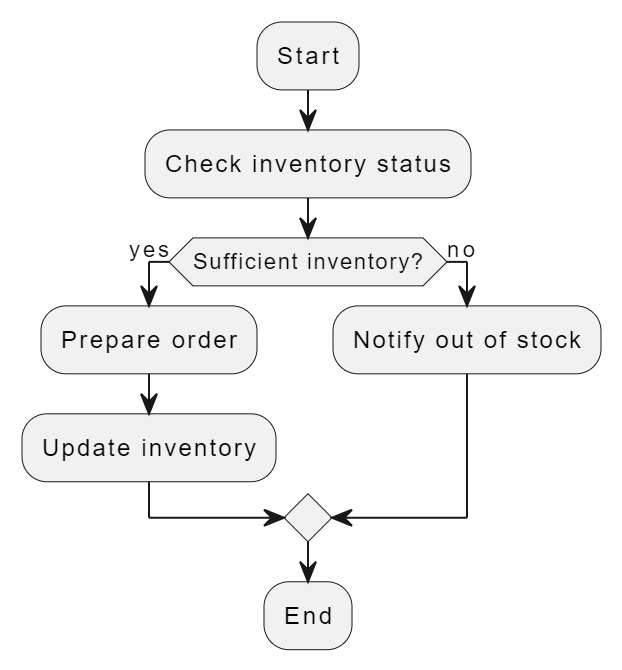 Start
Check inventory status
yes
Sufficient inventory?
no
Prepare order
Notify out of stock
Update inventory
End